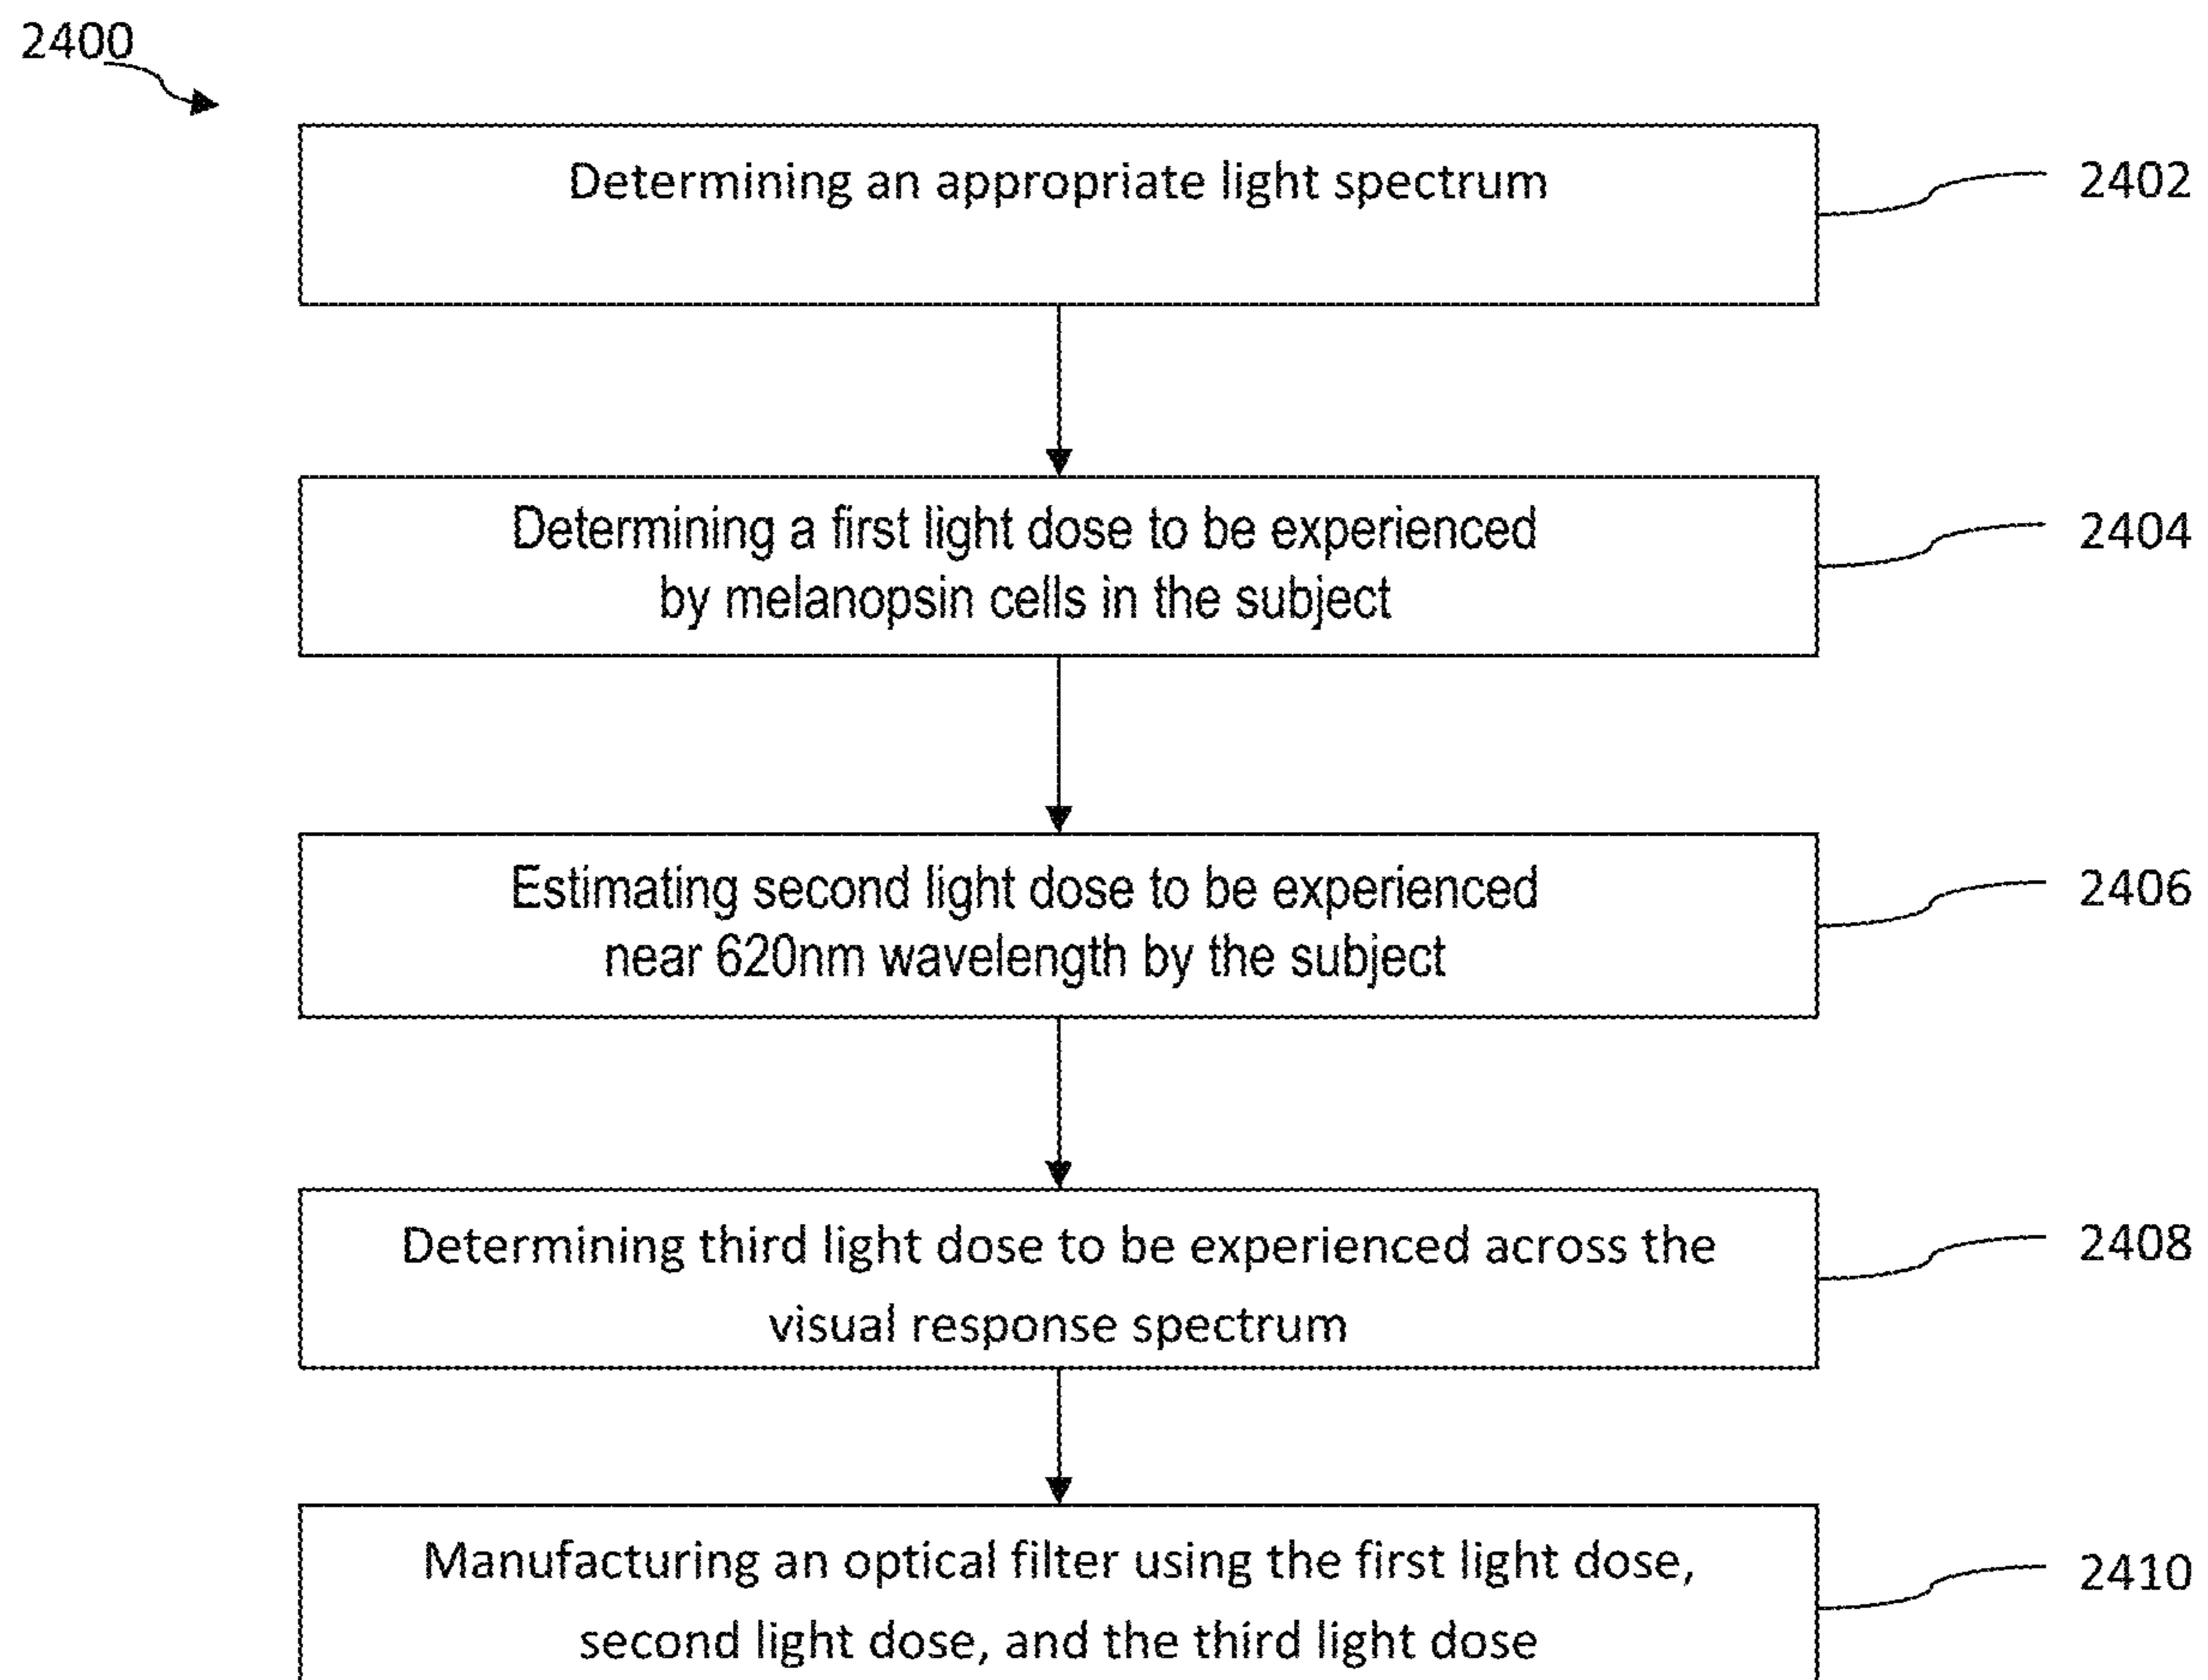 2400
Determining an appropriate light spectrum
2402
Determining a first light dose to be experienced
by melanopsin cells in the subject
2404
Estimating second light dose to be experienced
near 620nm wavelength by the subject
2406
Determining third light dose to be experienced across the
visual response spectrum
2408
Manufacturing an optical filter using the first light dose,
second light dose, and the third light dose
2410